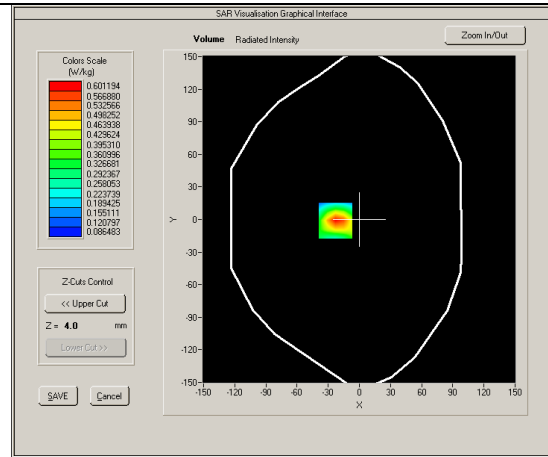 SAR Visualisation Graphical Interface
Volume Radiated Intensity
Zoom In/Out
Colors Scale
(W/kg)
0.601194
0.566880
0.532566
0.498252
0.463938
0.429624
0.395310
0.360996
0.326681
0.292367
0.258053
0.223739
0.189425
0.155111
0.120797
0.086483
Z-Cuts Control
<< Upper Cut
Z = 4.0 mm
Lower Cut >>
SAVE Cancel
150
120
90
60
30
0
-30
-60
-90
-120
-150
Y
-150 -120 -90 -60 -30 0 30 60 90 120 150
X